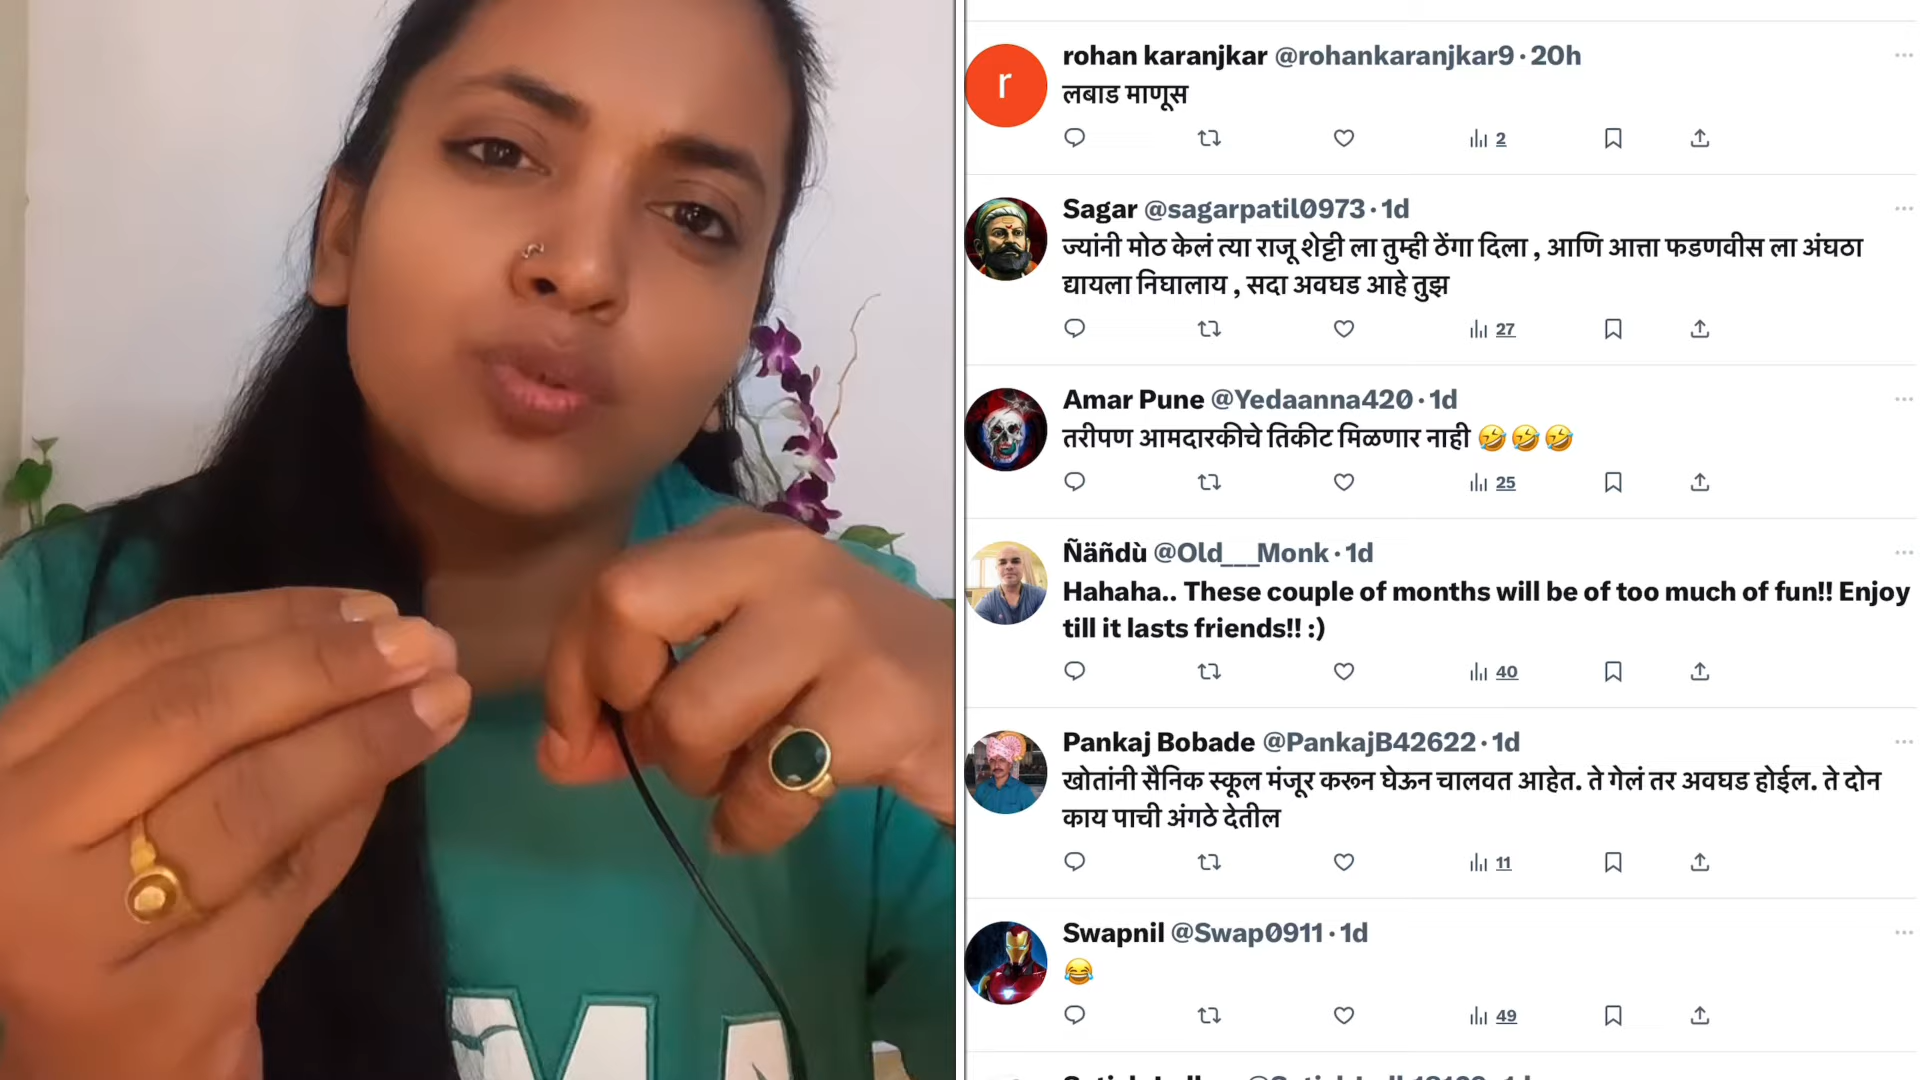 rohan karanjkar @rohankaranjkar9 · 20h
लबाड माणूस
2
Sagar @sagarpatil0973 · 1d
ज्यांनी मोठ केलं त्या राजू शेट्टी ला तुम्ही ठेंगा दिला , आणि आत्ता फडणवीस ला अंघठा
द्यायला निघालाय , सदा अवघड आहे तुझ
27
Amar Pune @Yedaanna420 · 1d
तरीपण आमदारकीचे तिकीट मिळणार नाही 🤣🤣🤣
25
Ñäñdù @Old___Monk · 1d
Hahaha.. These couple of months will be of too much of fun!! Enjoy
till it lasts friends!! :)
40
Pankaj Bobade @PankajB42622 · 1d
खोतांनी सैनिक स्कूल मंजूर करून घेऊन चालवत आहेत. ते गेलं तर अवघड होईल. ते दोन
काय पाची अंगठे देतील
11
Swapnil @Swap0911 · 1d
😂
49